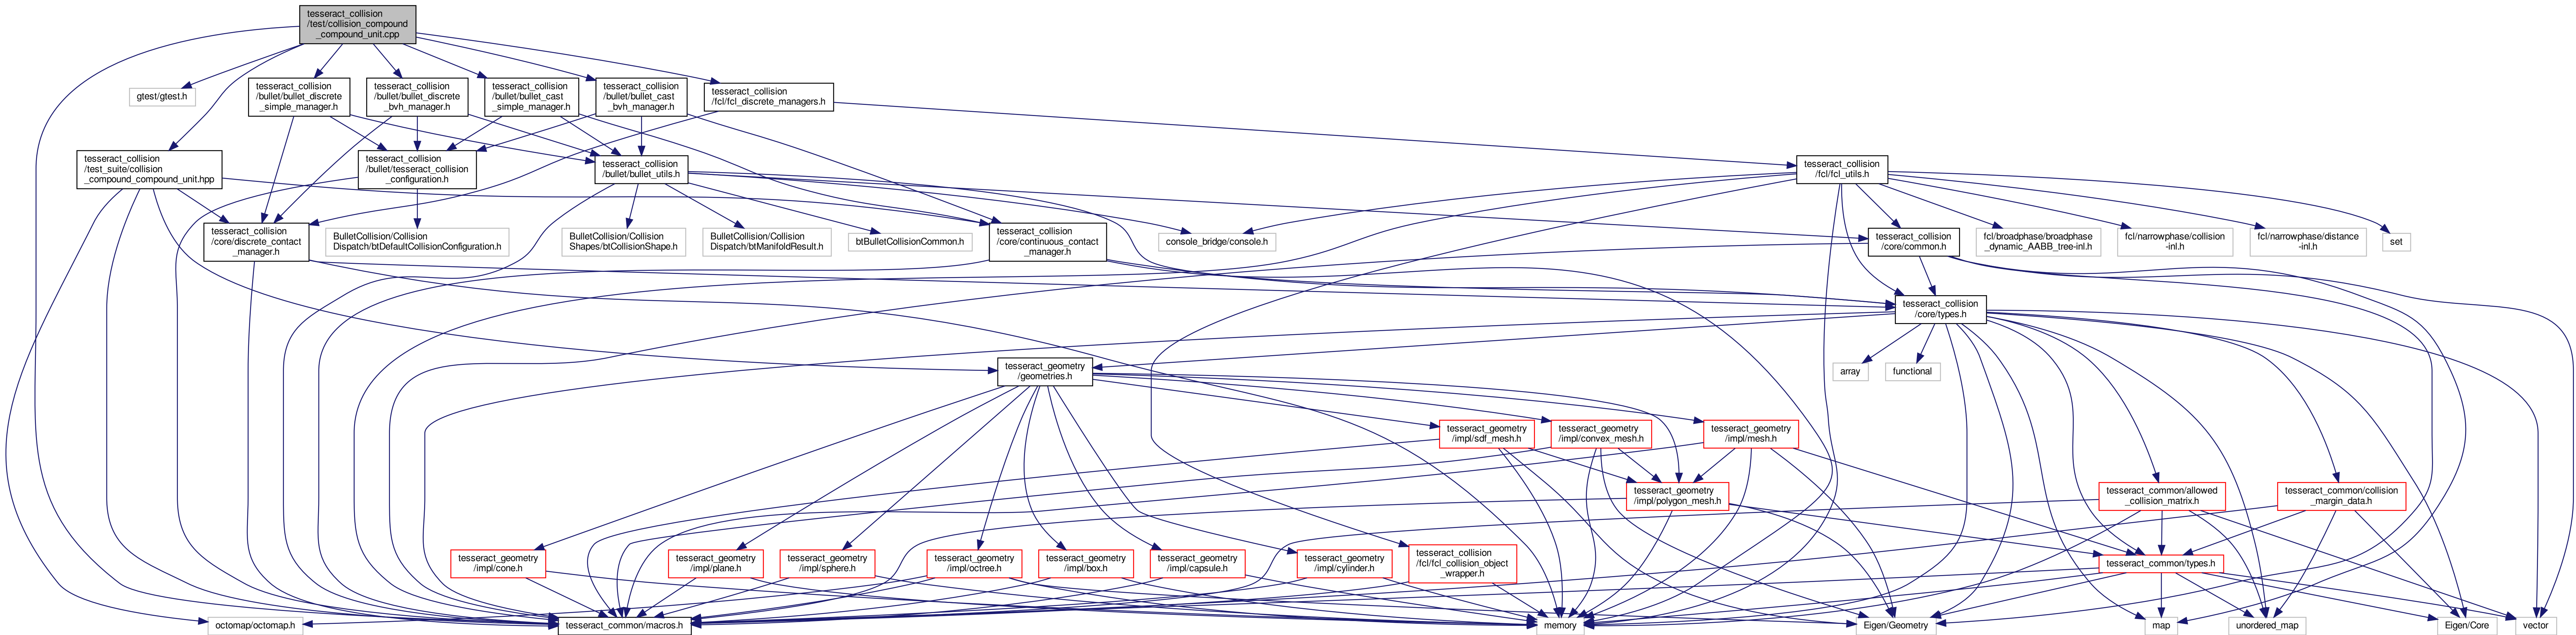 tesseract_collision
/test/collision_compound
_compound_unit.cpp
gtest/gtest.h
tesseract_collision
/bullet/bullet_discrete
_simple_manager.h
tesseract_collision
/bullet/bullet_discrete
_bvh_manager.h
tesseract_collision
/bullet/bullet_cast
_simple_manager.h
tesseract_collision
/bullet/bullet_cast
_bvh_manager.h
tesseract_collision
/fcl/fcl_discrete_managers.h
tesseract_collision
/test_suite/collision
_compound_compound_unit.hpp
tesseract_collision
/bullet/tesseract_collision
_configuration.h
tesseract_collision
/bullet/bullet_utils.h
tesseract_collision
/fcl/fcl_utils.h
tesseract_collision
/core/discrete_contact
_manager.h
BulletCollision/Collision
Dispatch/btDefaultCollisionConfiguration.h
BulletCollision/Collision
Shapes/btCollisionShape.h
BulletCollision/Collision
Dispatch/btManifoldResult.h
btBulletCollisionCommon.h
tesseract_collision
/core/continuous_contact
_manager.h
console_bridge/console.h
tesseract_collision
/core/common.h
fcl/broadphase/broadphase
_dynamic_AABB_tree-inl.h
fcl/narrowphase/collision
-inl.h
fcl/narrowphase/distance
-inl.h
set
tesseract_collision
/core/types.h
tesseract_geometry
/geometries.h
array
functional
tesseract_geometry
/impl/sdf_mesh.h
tesseract_geometry
/impl/convex_mesh.h
tesseract_geometry
/impl/mesh.h
tesseract_geometry
/impl/polygon_mesh.h
tesseract_common/allowed
_collision_matrix.h
tesseract_common/collision
_margin_data.h
tesseract_geometry
/impl/cone.h
tesseract_geometry
/impl/plane.h
tesseract_geometry
/impl/sphere.h
tesseract_geometry
/impl/octree.h
tesseract_geometry
/impl/box.h
tesseract_geometry
/impl/capsule.h
tesseract_geometry
/impl/cylinder.h
tesseract_collision
/fcl/fcl_collision_object
_wrapper.h
tesseract_common/types.h
octomap/octomap.h
tesseract_common/macros.h
memory
Eigen/Geometry
map
unordered_map
Eigen/Core
vector